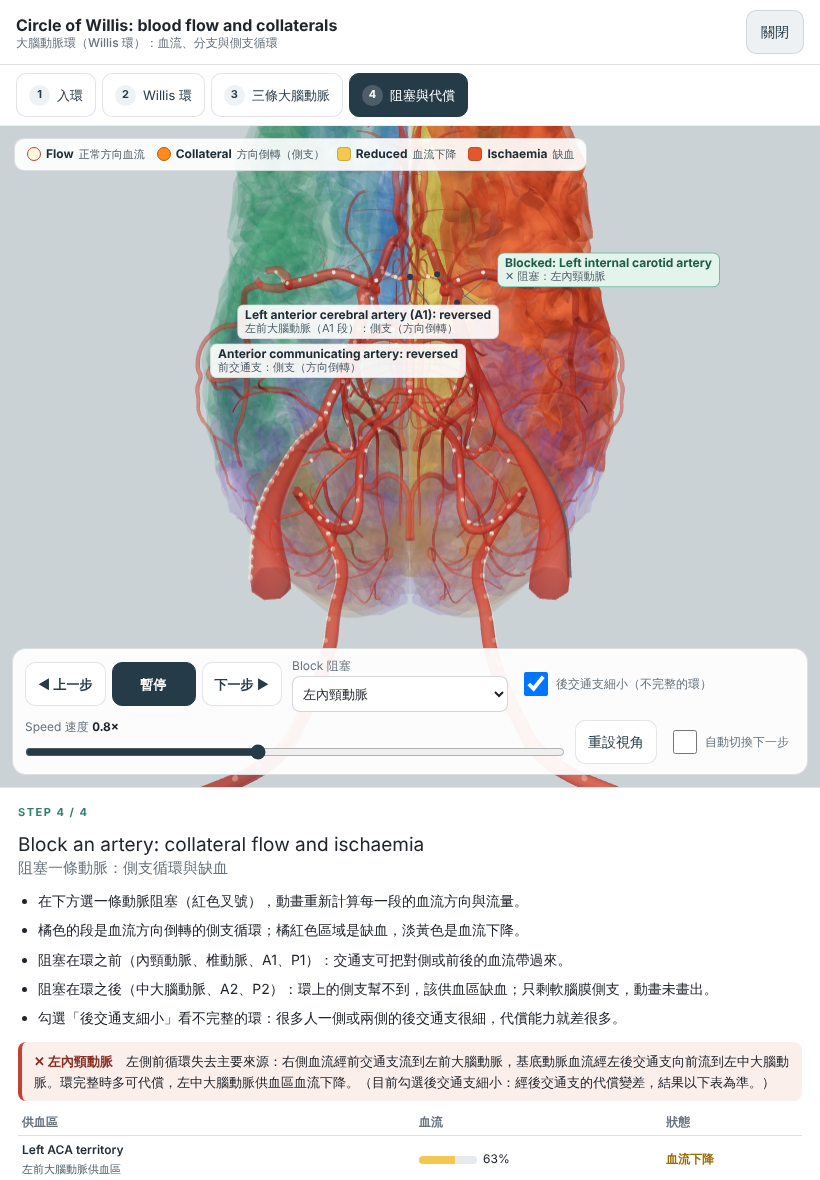 Circle of Willis: blood flow and collaterals
大腦動脈環（Willis 環）：血流、分支與側支循環
關閉
1 入環
2 Willis 環
3 三條大腦動脈
4 阻塞與代償
Flow 正常方向血流
Collateral 方向倒轉（側支）
Reduced 血流下降
Ischaemia 缺血
Blocked: Left internal carotid artery
✕ 阻塞：左內頸動脈
Left anterior cerebral artery (A1): reversed
左前大腦動脈（A1 段）：側支（方向倒轉）
Anterior communicating artery: reversed
前交通支：側支（方向倒轉）
◀ 上一步
暫停
下一步 ▶
Block 阻塞
左內頸動脈
後交通支細小（不完整的環）
Speed 速度 0.8×
重設視角
自動切換下一步
STEP 4 / 4
Block an artery: collateral flow and ischaemia
阻塞一條動脈：側支循環與缺血
• 在下方選一條動脈阻塞（紅色叉號），動畫重新計算每一段的血流方向與流量。
• 橘色的段是血流方向倒轉的側支循環；橘紅色區域是缺血，淡黃色是血流下降。
• 阻塞在環之前（內頸動脈、椎動脈、A1、P1）：交通支可把對側或前後的血流帶過來。
• 阻塞在環之後（中大腦動脈、A2、P2）：環上的側支幫不到，該供血區缺血；只剩軟腦膜側支，動畫未畫出。
• 勾選「後交通支細小」看不完整的環：很多人一側或兩側的後交通支很細，代償能力就差很多。
✕ 左內頸動脈 左側前循環失去主要來源：右側血流經前交通支流到左前大腦動脈，基底動脈血流經左後交通支向前流到左中大腦動
脈。環完整時多可代償，左中大腦動脈供血區血流下降。（目前勾選後交通支細小：經後交通支的代償變差，結果以下表為準。）
供血區 血流 狀態
Left ACA territory
左前大腦動脈供血區
63%
血流下降